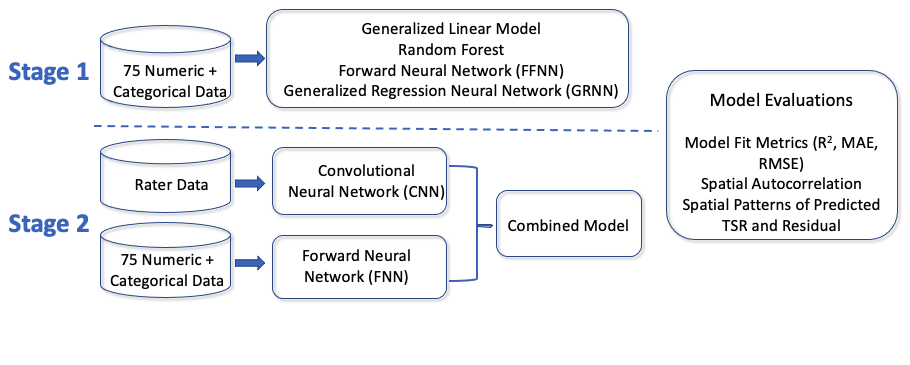 Stage 1
75 Numeric +
Categorical Data
Generalized Linear Model
Random Forest
Forward Neural Network (FFNN)
Generalized Regression Neural Network (GRNN)
Stage 2
Rater Data
Convolutional
Neural Network (CNN)
75 Numeric +
Categorical Data
Forward Neural
Network (FNN)
Combined Model
Model Evaluations
Model Fit Metrics (R², MAE,
RMSE)
Spatial Autocorrelation
Spatial Patterns of Predicted
TSR and Residual